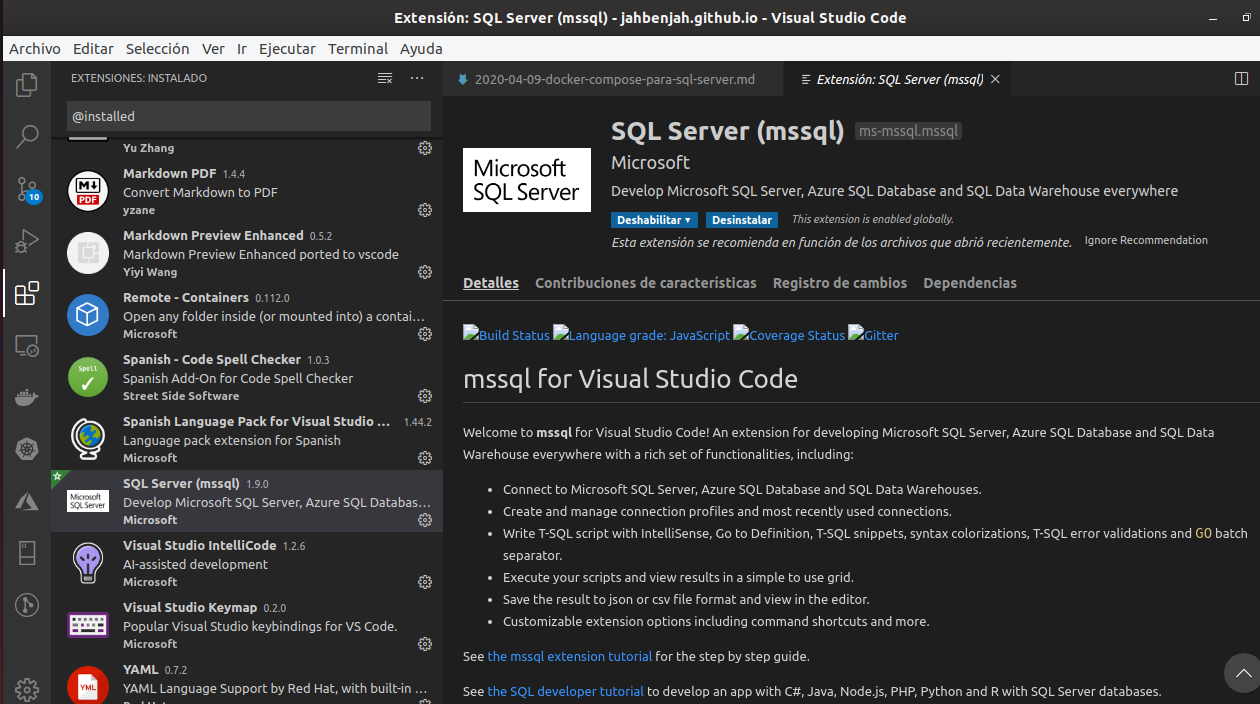 Extensión: SQL Server (mssql) - jahbenjah.github.io - Visual Studio Code
Archivo Editar Selección Ver Ir Ejecutar Terminal Ayuda
EXTENSIONES: INSTALADO
@installed
10
Yu Zhang
Markdown PDF 1.4.4
Convert Markdown to PDF
yzane
M↓
PDF
Markdown Preview Enhanced 0.5.2
Markdown Preview Enhanced ported to vscode
Yiyi Wang
Remote - Containers 0.112.0
Open any folder inside (or mounted into) a contai...
Microsoft
Spanish - Code Spell Checker 1.0.3
Spanish Add-On for Code Spell Checker
Street Side Software
Spell
Spanish Language Pack for Visual Studio ... 1.44.2
Language pack extension for Spanish
Microsoft
SQL Server (mssql) 1.9.0
Develop Microsoft SQL Server, Azure SQL Databas...
Microsoft
Microsoft
SQL Server
Visual Studio IntelliCode 1.2.6
AI-assisted development
Microsoft
Visual Studio Keymap 0.2.0
Popular Visual Studio keybindings for VS Code.
Microsoft
YAML 0.7.2
YAML Language Support by Red Hat, with built-in ...
YML
2020-04-09-docker-compose-para-sql-server.md
Extensión: SQL Server (mssql)
Microsoft
SQL Server
SQL Server (mssql) ms-mssql.mssql
Microsoft
Develop Microsoft SQL Server, Azure SQL Database and SQL Data Warehouse everywhere
Deshabilitar Desinstalar This extension is enabled globally.
Esta extensión se recomienda en función de los archivos que abrió recientemente. Ignore Recommendation
Detalles Contribuciones de características Registro de cambios Dependencias
Build Status Language grade: JavaScript Coverage Status Gitter
mssql for Visual Studio Code
Welcome to mssql for Visual Studio Code! An extension for developing Microsoft SQL Server, Azure SQL Database and SQL Data
Warehouse everywhere with a rich set of functionalities, including:
• Connect to Microsoft SQL Server, Azure SQL Database and SQL Data Warehouses.
• Create and manage connection profiles and most recently used connections.
• Write T-SQL script with IntelliSense, Go to Definition, T-SQL snippets, syntax colorizations, T-SQL error validations and GO batch
separator.
• Execute your scripts and view results in a simple to use grid.
• Save the result to json or csv file format and view in the editor.
• Customizable extension options including command shortcuts and more.
See the mssql extension tutorial for the step by step guide.
See the SQL developer tutorial to develop an app with C#, Java, Node.js, PHP, Python and R with SQL Server databases.